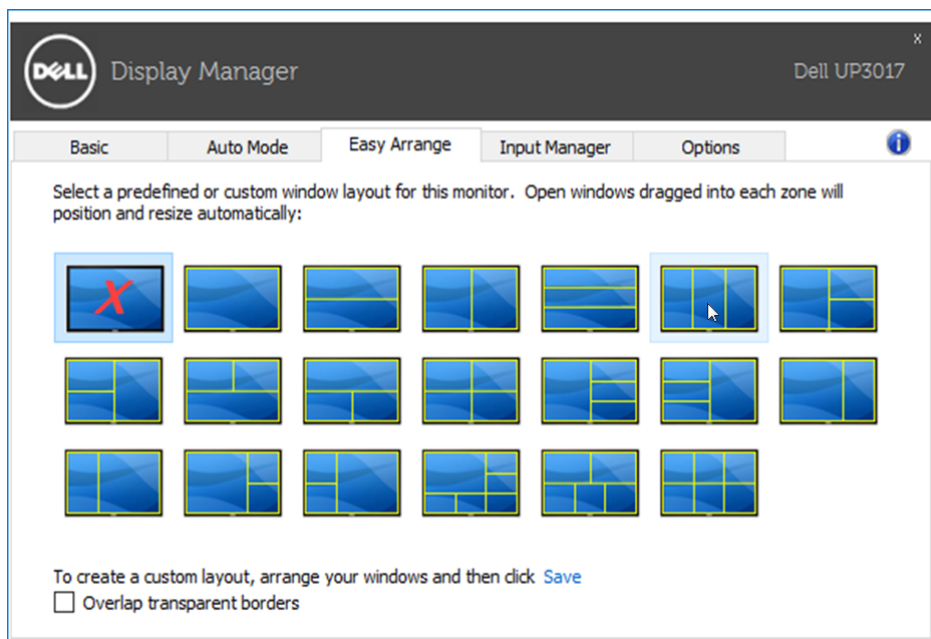 DELL Display Manager
x
Dell UP3017
Basic Auto Mode Easy Arrange Input Manager Options
Select a predefined or custom window layout for this monitor. Open windows dragged into each zone will
position and resize automatically:
X
To create a custom layout, arrange your windows and then click Save
Overlap transparent borders